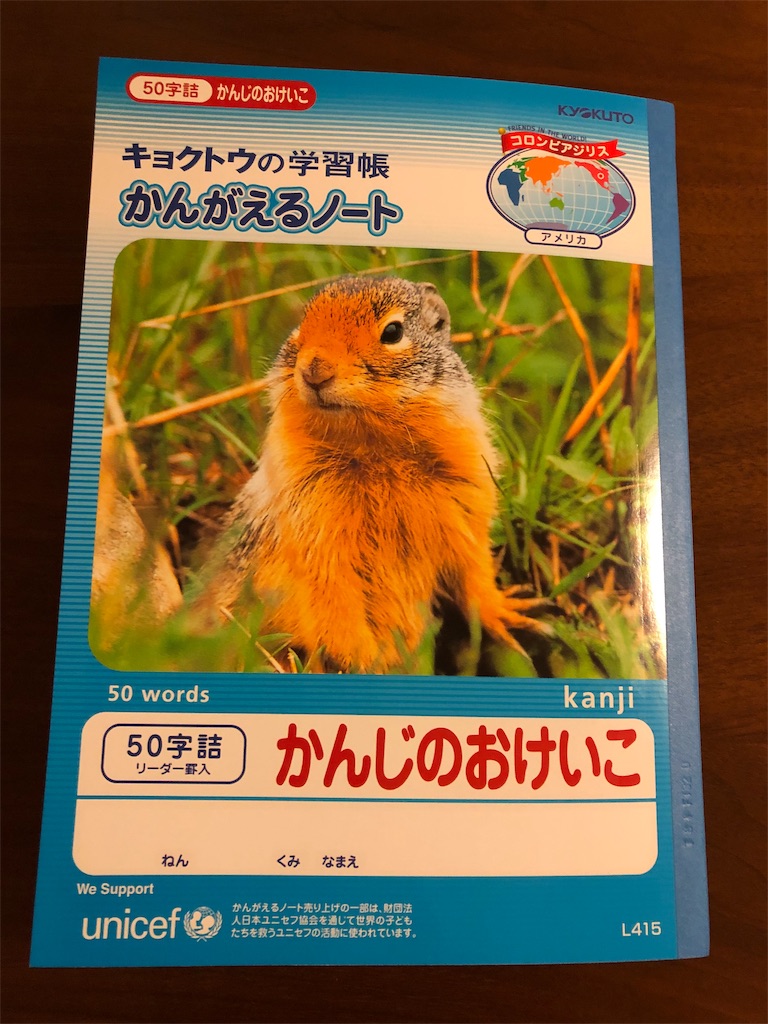 50字詰 かんじのおけいこ
KYOKUTO
キョクトウの学習帳
かんがえるノート
FRIENDS IN THE WORLD!
コロンビアジリス
アメリカ
50 words
kanji
50字詰
リーダー罫入
かんじのおけいこ
ねん くみ なまえ
We Support
unicef
かんがえるノート売り上げの一部は、財団法
人日本ユニセフ協会を通じて世界の子ども
たちを救うユニセフの活動に使われています。
L415